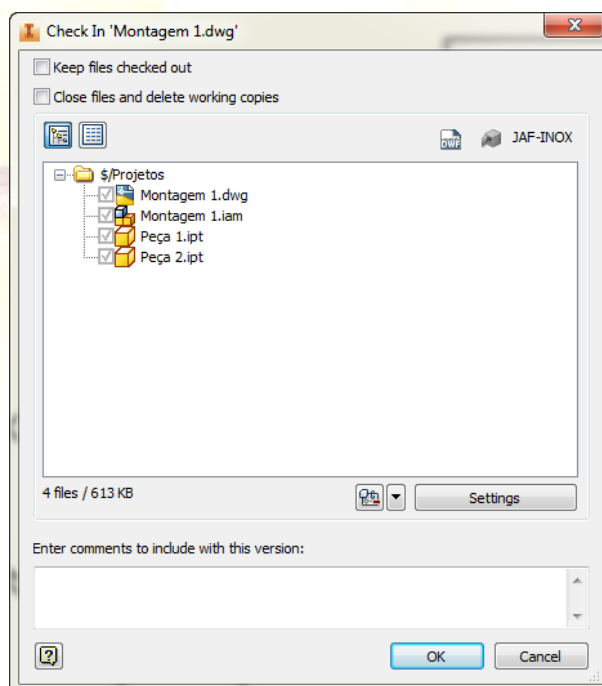 Check In 'Montagem 1.dwg'
Keep files checked out
Close files and delete working copies
DWF
JAF-INOX
$/Projetos
Montagem 1.dwg
Montagem 1.iam
Peça 1.ipt
Peça 2.ipt
4 files / 613 KB
Settings
Enter comments to include with this version:
OK
Cancel